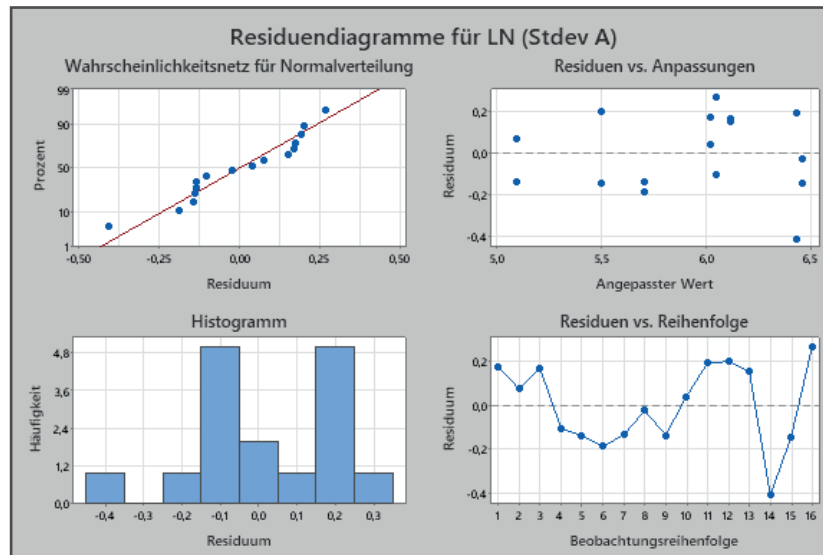 Residuendiagramme für LN (Stdev A)
Wahrscheinlichkeitsnetz für Normalverteilung
99
90
50
10
1
Prozent
-0,50 -0,25 0,00 0,25 0,50
Residuum
Residuen vs. Anpassungen
0,2
0,0
-0,2
-0,4
Residuum
5,0 5,5 6,0 6,5
Angepasster Wert
Histogramm
4,8
3,6
2,4
1,2
0,0
Häufigkeit
-0,4 -0,3 -0,2 -0,1 0,0 0,1 0,2 0,3
Residuum
Residuen vs. Reihenfolge
0,2
0,0
-0,2
-0,4
Residuum
1 2 3 4 5 6 7 8 9 10 11 12 13 14 15 16
Beobachtungsreihenfolge